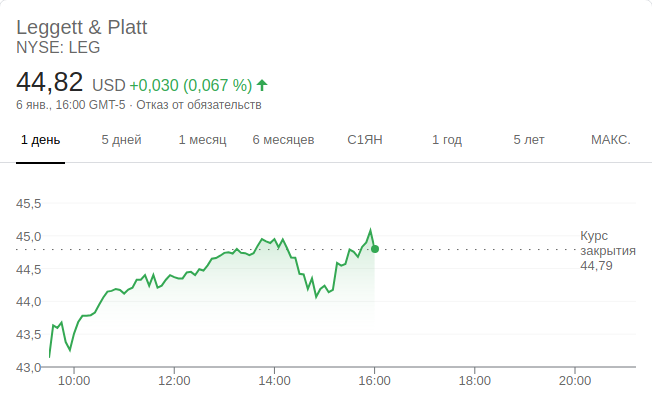 Leggett & Platt
NYSE: LEG
44,82 USD +0,030 (0,067 %)
6 янв., 16:00 GMT-5 · Отказ от обязательств
1 день 5 дней 1 месяц 6 месяцев С1ЯН 1 год 5 лет МАКС.
45,5
45,0
44,5
44,0
43,5
43,0
Курс
закрытия
44,79
10:00 12:00 14:00 16:00 18:00 20:00